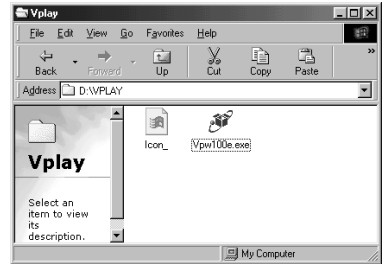 Vplay
File Edit View Go Favorites Help
Back Forward Up Cut Copy Paste »
Address D:\VPLAY
Icon_ Vpw100e.exe
Vplay
Select an
item to view
its
description.
My Computer